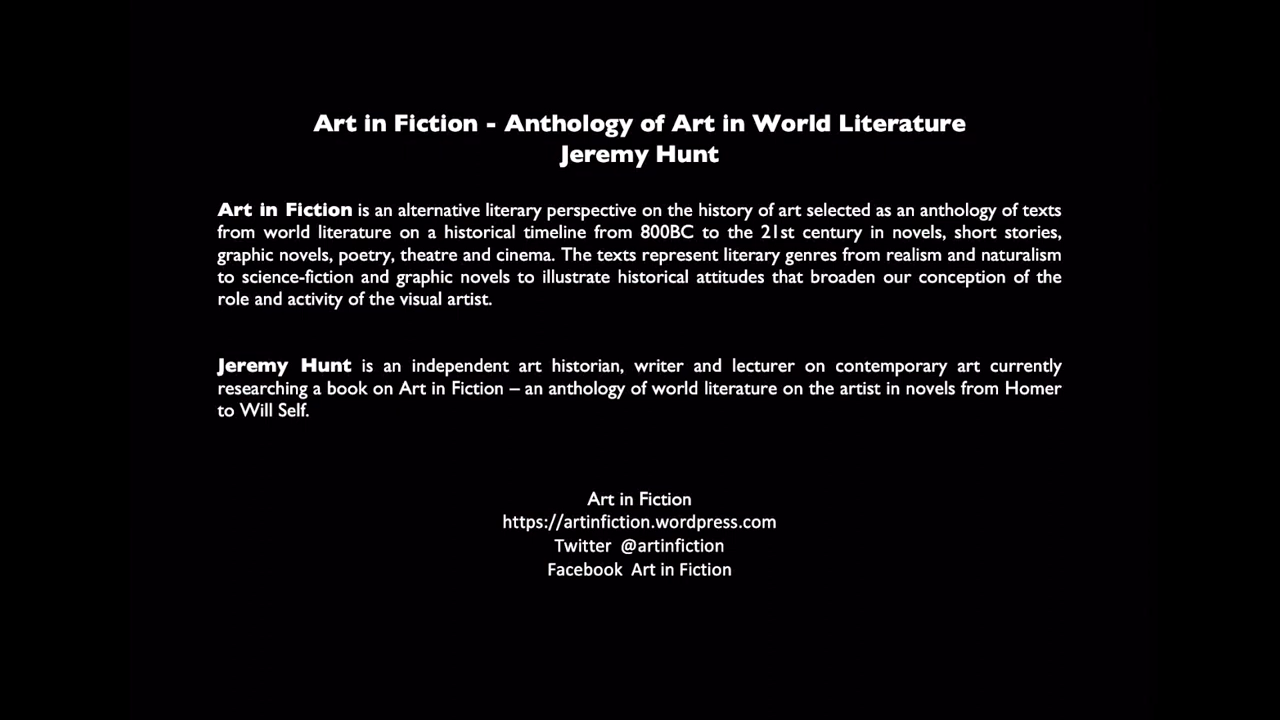 Art in Fiction - Anthology of Art in World Literature
Jeremy Hunt
Art in Fiction is an alternative literary perspective on the history of art selected as an anthology of texts
from world literature on a historical timeline from 800BC to the 21st century in novels, short stories,
graphic novels, poetry, theatre and cinema. The texts represent literary genres from realism and naturalism
to science-fiction and graphic novels to illustrate historical attitudes that broaden our conception of the
role and activity of the visual artist.
Jeremy Hunt is an independent art historian, writer and lecturer on contemporary art currently
researching a book on Art in Fiction – an anthology of world literature on the artist in novels from Homer
to Will Self.
Art in Fiction
https://artinfiction.wordpress.com
Twitter @artinfiction
Facebook Art in Fiction